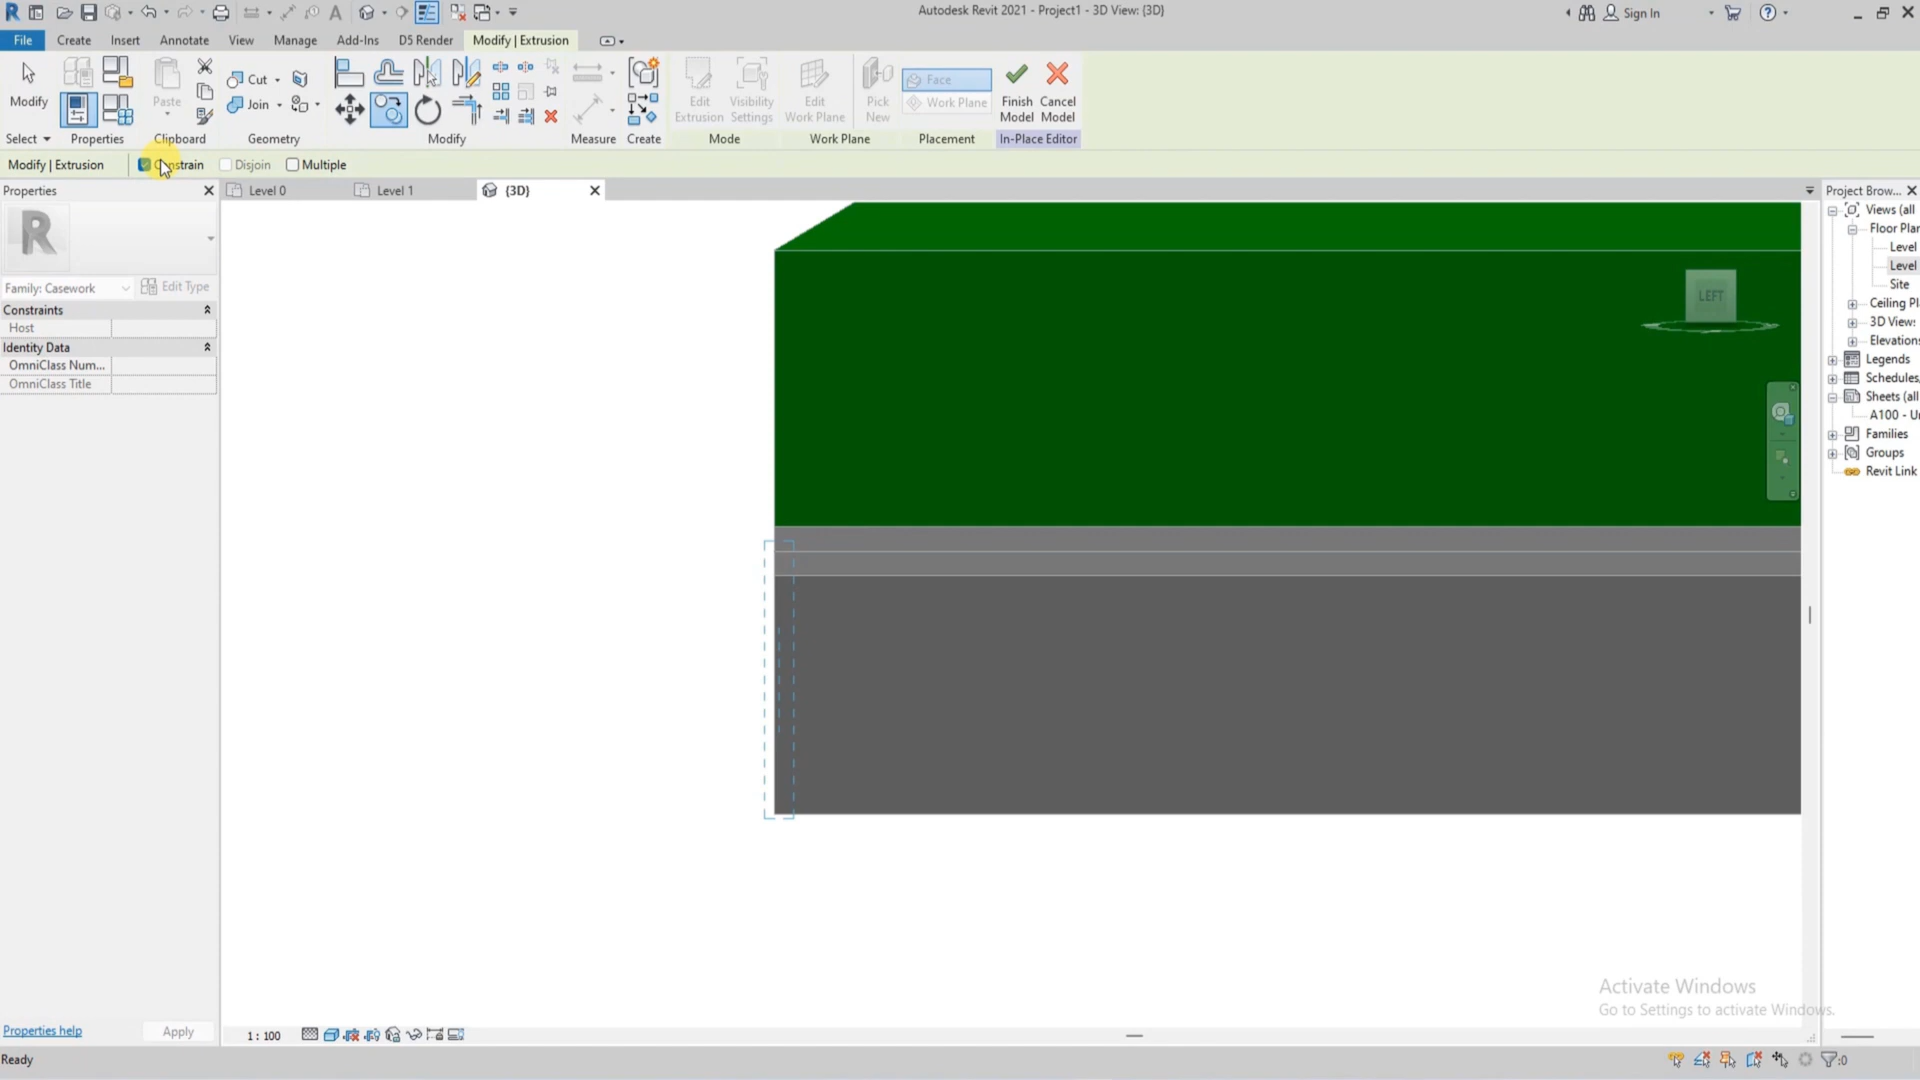 Autodesk Revit 2021 - Project1 - 3D View: {3D}
Sign In
File Create Insert Annotate View Manage Add-Ins D5 Render Modify | Extrusion
Modify
Paste
Cut
Join
Edit Extrusion
Visibility Settings
Edit Work Plane
Pick New
Face
Work Plane
Finish Model
Cancel Model
Select Properties Clipboard Geometry Modify Measure Create Mode Work Plane Placement In-Place Editor
Modify | Extrusion Constrain Disjoin Multiple
Properties
Level 0 Level 1 {3D}
Project Brow...
R
Family: Casework Edit Type
Constraints
Host
Identity Data
OmniClass Num...
OmniClass Title
LEFT
Views (all
Floor Plan
Level
Level
Site
Ceiling Pl
3D View:
Elevations
Legends
Schedules,
Sheets (all
A100 - U
Families
Groups
Revit Link
Activate Windows
Go to Settings to activate Windows.
Properties help Apply
1 : 100
Ready
:0